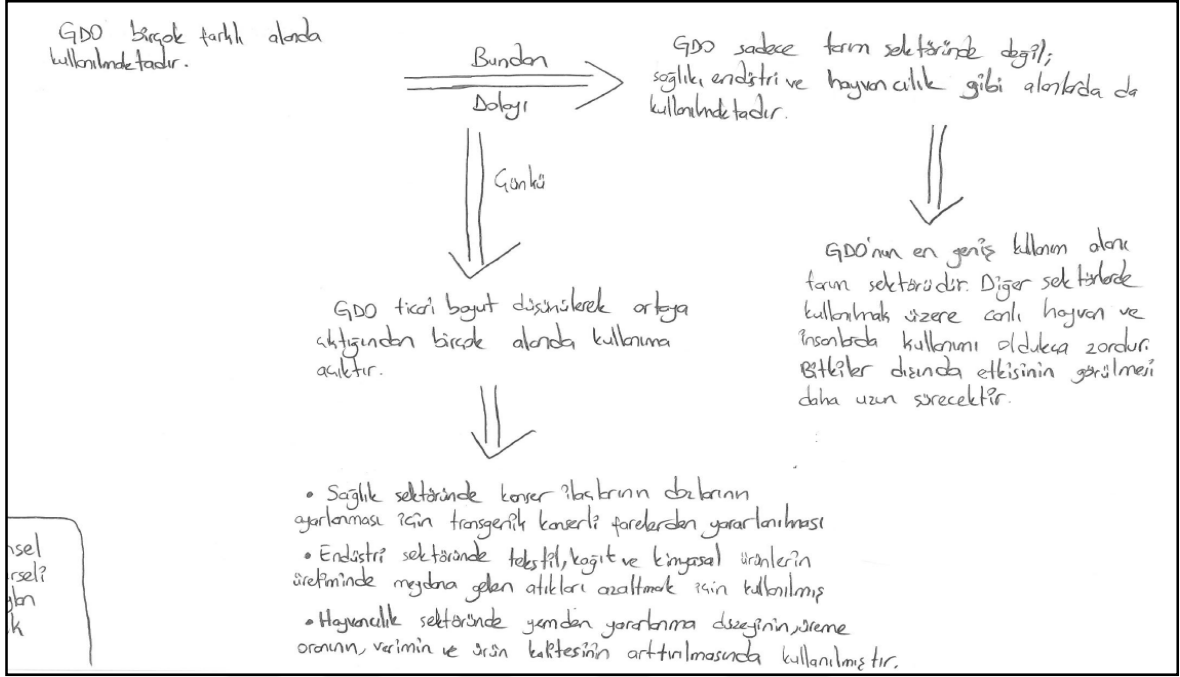 GDO birçok farklı alanda
kullanılmaktadır.
Bundan
Dolayı
GDO sadece tarım sektöründe değil;
sağlık, endüstri ve hayvancılık gibi alanlarda da
kullanılmaktadır.
Çünkü
GDO'nun en geniş kullanım alanı
tarım sektörüdür. Diğer sektörlerde
kullanılmak üzere canlı hayvan ve
insanlarda kullanımı oldukça zordur.
Bitkiler dışında etkisinin görülmesi
daha uzun sürecektir.
GDO ticari boyut düşünülerek ortaya
çıktığından birçok alanda kullanıma
açıktır.
• Sağlık sektöründe kanser ilaçlarının dozlarının
ayarlanması için transgenik kanserli farelerden yararlanılması
• Endüstri sektöründe tekstil, kağıt ve kimyasal ürünlerin
üretiminde meydana gelen atıkları azaltmak için kullanılmış
• Hayvancılık sektöründe yemden yararlanma düzeyinin, üreme
oranının, verimin ve ürün kalitesinin arttırılmasında kullanılmıştır.
nsel
rseli
k